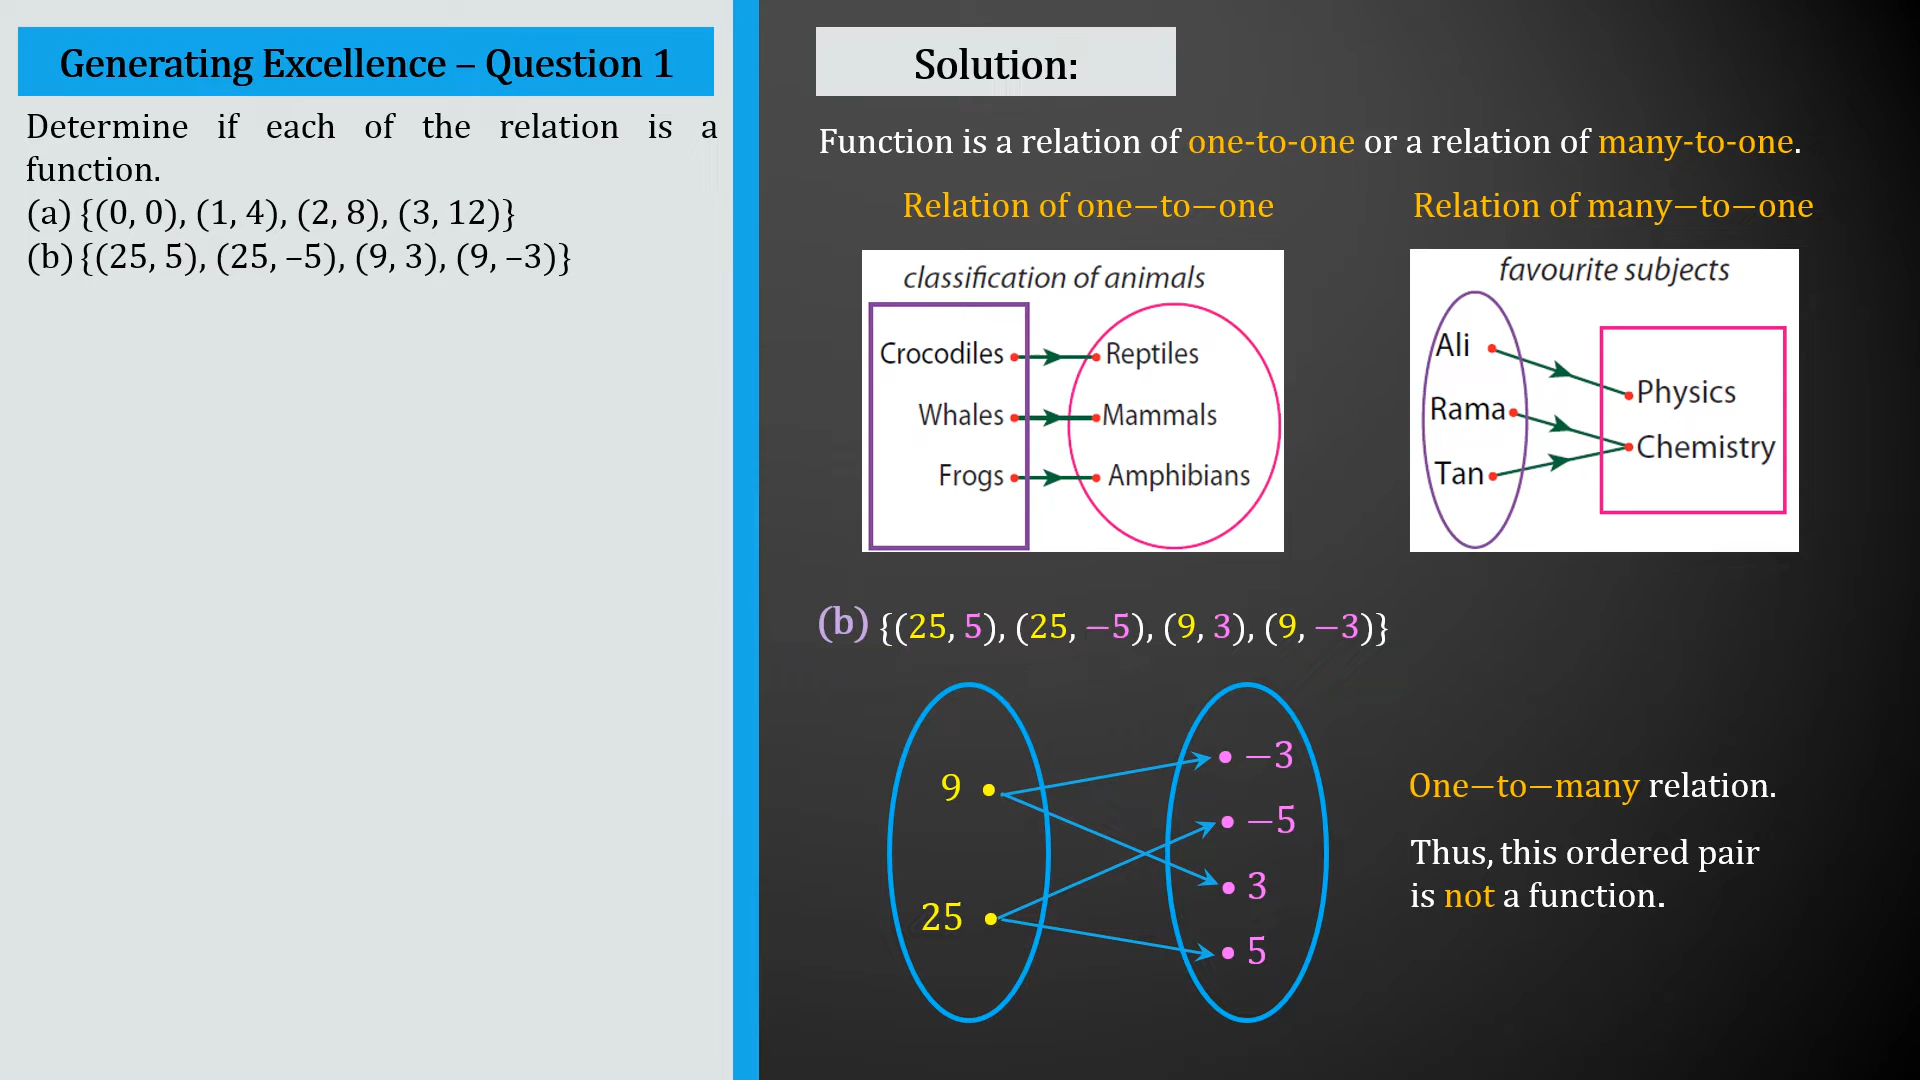 Generating Excellence – Question 1
Determine if each of the relation is a
function.
(a) {(0, 0), (1, 4), (2, 8), (3, 12)}
(b) {(25, 5), (25, –5), (9, 3), (9, –3)}
Solution:
Function is a relation of one-to-one or a relation of many-to-one.
Relation of one−to−one
classification of animals
Crocodiles
Reptiles
Whales
Mammals
Frogs
Amphibians
Relation of many−to−one
favourite subjects
Ali
Rama
Tan
Physics
Chemistry
(b) {(25, 5), (25, −5), (9, 3), (9, −3)}
9
25
−3
−5
3
5
One−to−many relation.
Thus, this ordered pair
is not a function.